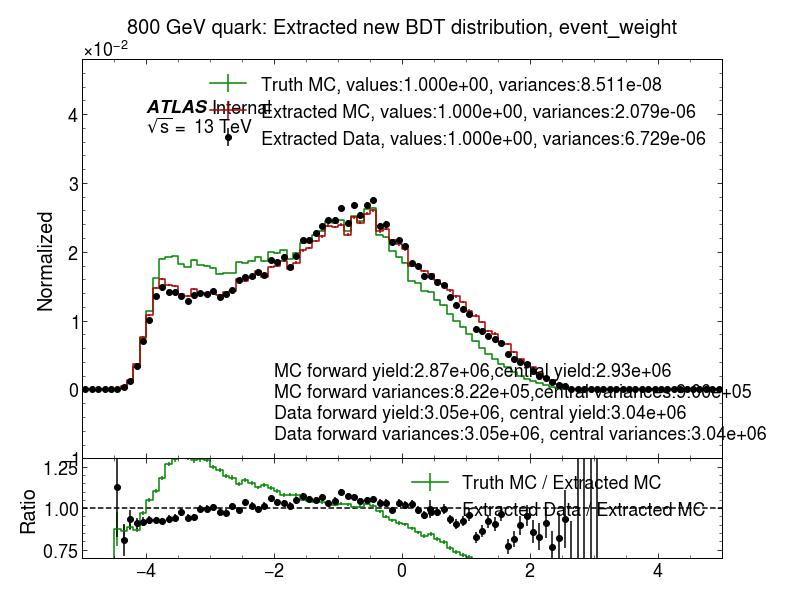 800 GeV quark: Extracted new BDT distribution, event_weight
×10−2
Truth MC, values:1.000e+00, variances:8.511e-08
ATLAS Internal
Extracted MC, values:1.000e+00, variances:2.079e-06
√s = 13 TeV
Extracted Data, values:1.000e+00, variances:6.729e-06
4
3
2
1
0
Normalized
MC forward yield:2.87e+06,central yield:2.93e+06
MC forward variances:8.22e+05,central variances:9.00e+05
Data forward yield:3.05e+06, central yield:3.04e+06
Data forward variances:3.05e+06, central variances:3.04e+06
1
1.25
1.00
0.75
Ratio
Truth MC / Extracted MC
Extracted Data / Extracted MC
−4 −2 0 2 4